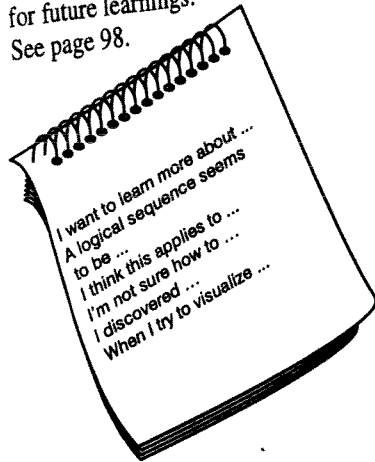 for future learnings.
See page 98.
I want to learn more about ...
A logical sequence seems
to be ...
I think this applies to ...
I'm not sure how to ...
I discovered ...
When I try to visualize ...